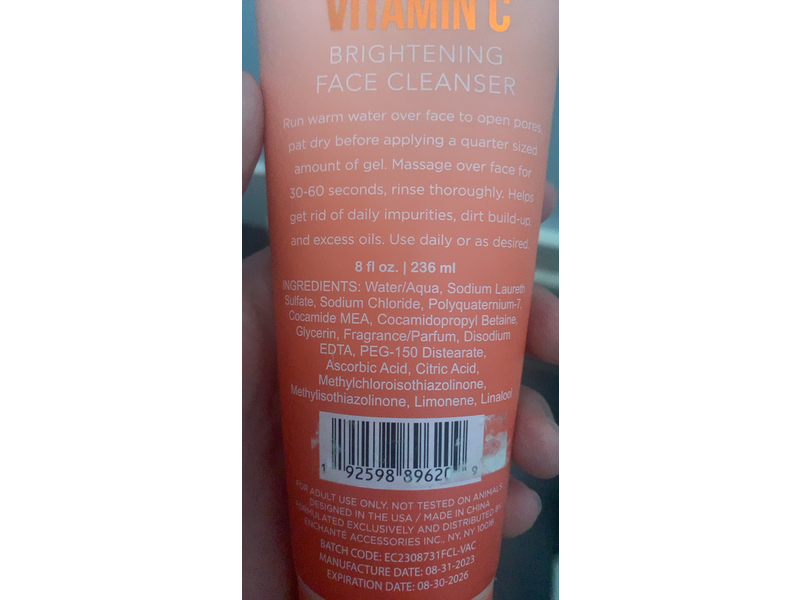 VITAMIN C
BRIGHTENING
FACE CLEANSER
Run warm water over face to open pores,
pat dry before applying a quarter sized
amount of gel. Massage over face for
30-60 seconds, rinse thoroughly. Helps
get rid of daily impurities, dirt build-up,
and excess oils. Use daily or as desired.
8 fl oz. | 236 ml
INGREDIENTS: Water/Aqua, Sodium Laureth
Sulfate, Sodium Chloride, Polyquaternium-7,
Cocamide MEA, Cocamidopropyl Betaine,
Glycerin, Fragrance/Parfum, Disodium
EDTA, PEG-150 Distearate,
Ascorbic Acid, Citric Acid,
Methylchloroisothiazolinone,
Methylisothiazolinone, Limonene, Linalool
1 92598 8962 9
FOR ADULT USE ONLY. NOT TESTED ON ANIMALS.
DESIGNED IN THE USA / MADE IN CHINA
FORMULATED EXCLUSIVELY AND DISTRIBUTED BY
ENCHANTÉ ACCESSORIES INC., NY, NY 10016
BATCH CODE: EC2308731FCL-VAC
MANUFACTURE DATE: 08-31-2023
EXPIRATION DATE: 08-30-2026